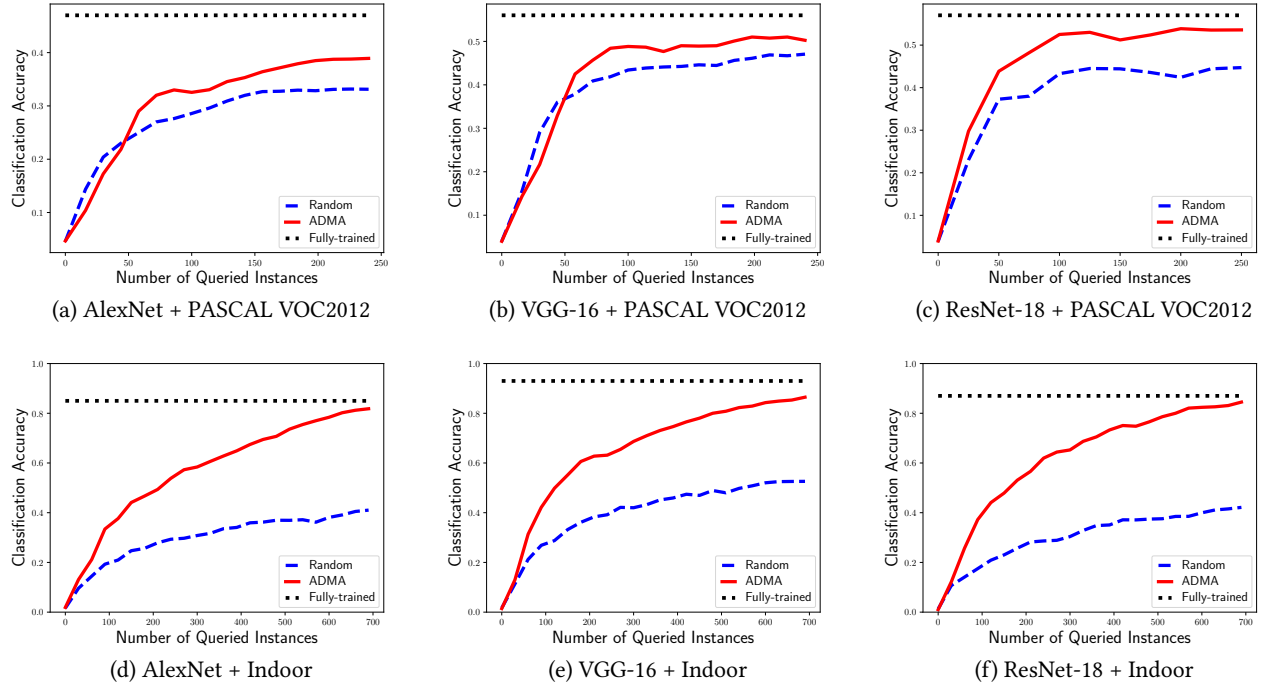 0.4
0.3
0.2
0.1
Classification Accuracy
Random
ADMA
Fully-trained
0 50 100 150 200 250
Number of Queried Instances
(a) AlexNet + PASCAL VOC2012
0.5
0.4
0.3
0.2
0.1
Classification Accuracy
Random
ADMA
Fully-trained
0 50 100 150 200 250
Number of Queried Instances
(b) VGG-16 + PASCAL VOC2012
0.5
0.4
0.3
0.2
0.1
Classification Accuracy
Random
ADMA
Fully-trained
0 50 100 150 200 250
Number of Queried Instances
(c) ResNet-18 + PASCAL VOC2012
1.0
0.8
0.6
0.4
0.2
0.0
Classification Accuracy
Random
ADMA
Fully-trained
0 100 200 300 400 500 600 700
Number of Queried Instances
(d) AlexNet + Indoor
1.0
0.8
0.6
0.4
0.2
0.0
Classification Accuracy
Random
ADMA
Fully-trained
0 100 200 300 400 500 600 700
Number of Queried Instances
(e) VGG-16 + Indoor
1.0
0.8
0.6
0.4
0.2
0.0
Classification Accuracy
Random
ADMA
Fully-trained
0 100 200 300 400 500 600 700
Number of Queried Instances
(f) ResNet-18 + Indoor